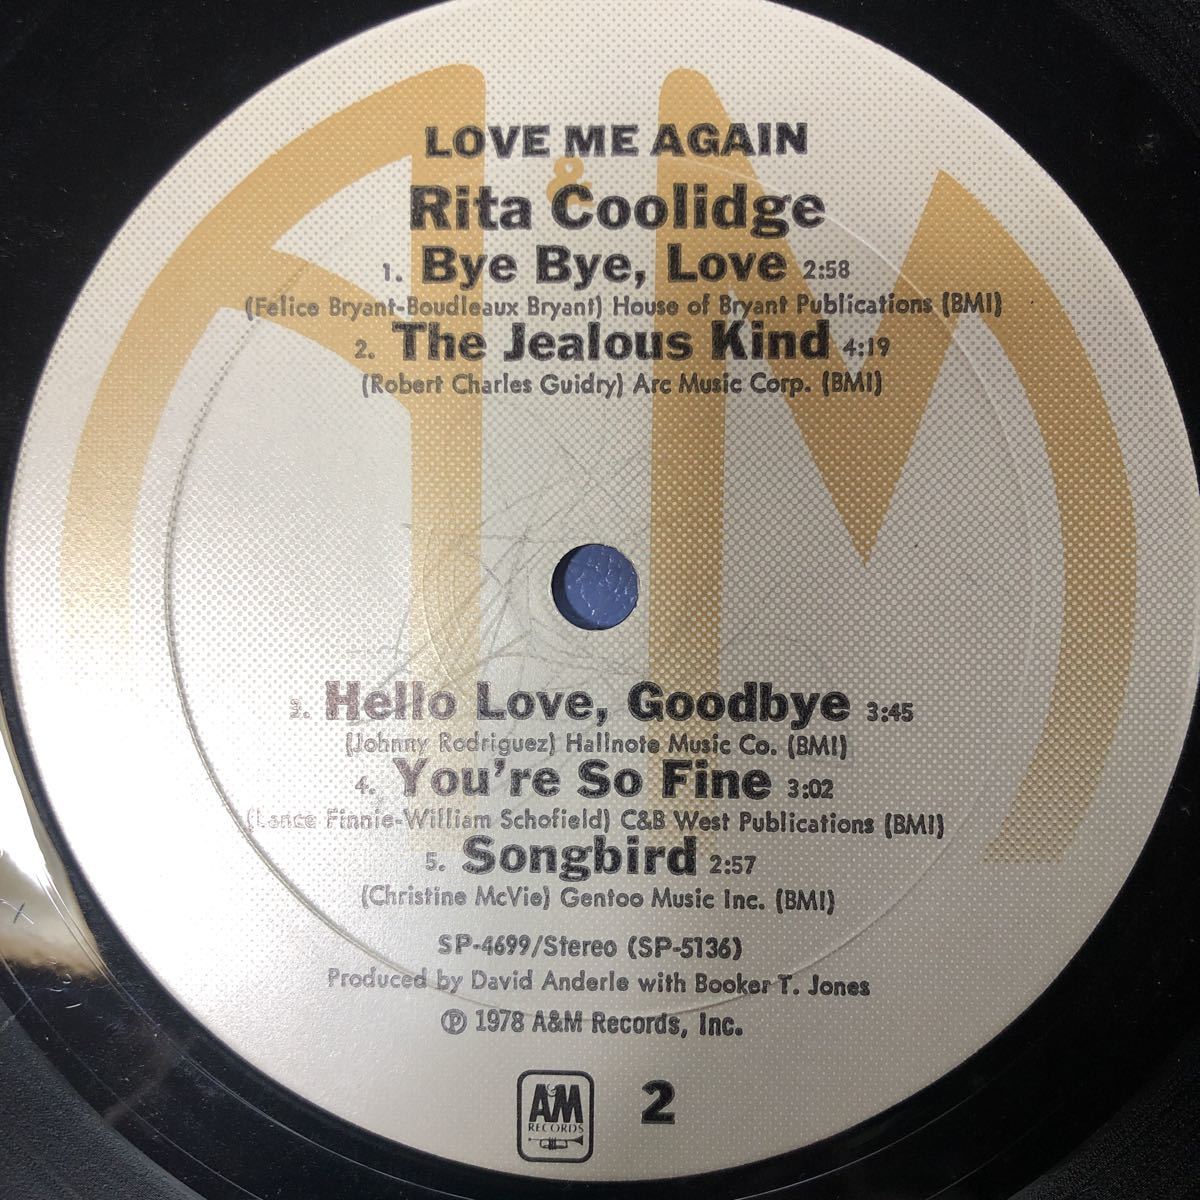 LOVE ME AGAIN
&
Rita Coolidge
1. Bye Bye, Love 2:58
(Felice Bryant-Boudleaux Bryant) House of Bryant Publications (BMI)
2. The Jealous Kind 4:19
(Robert Charles Guidry) Arc Music Corp. (BMI)
3. Hello Love, Goodbye 3:45
(Johnny Rodriguez) Hallnote Music Co. (BMI)
4. You're So Fine 3:02
(Lance Finnie-William Schofield) C&B West Publications (BMI)
5. Songbird 2:57
(Christine McVie) Gentoo Music Inc. (BMI)
SP-4699/Stereo (SP-5136)
Produced by David Anderle with Booker T. Jones
℗ 1978 A&M Records, Inc.
A&M 2
RECORDS